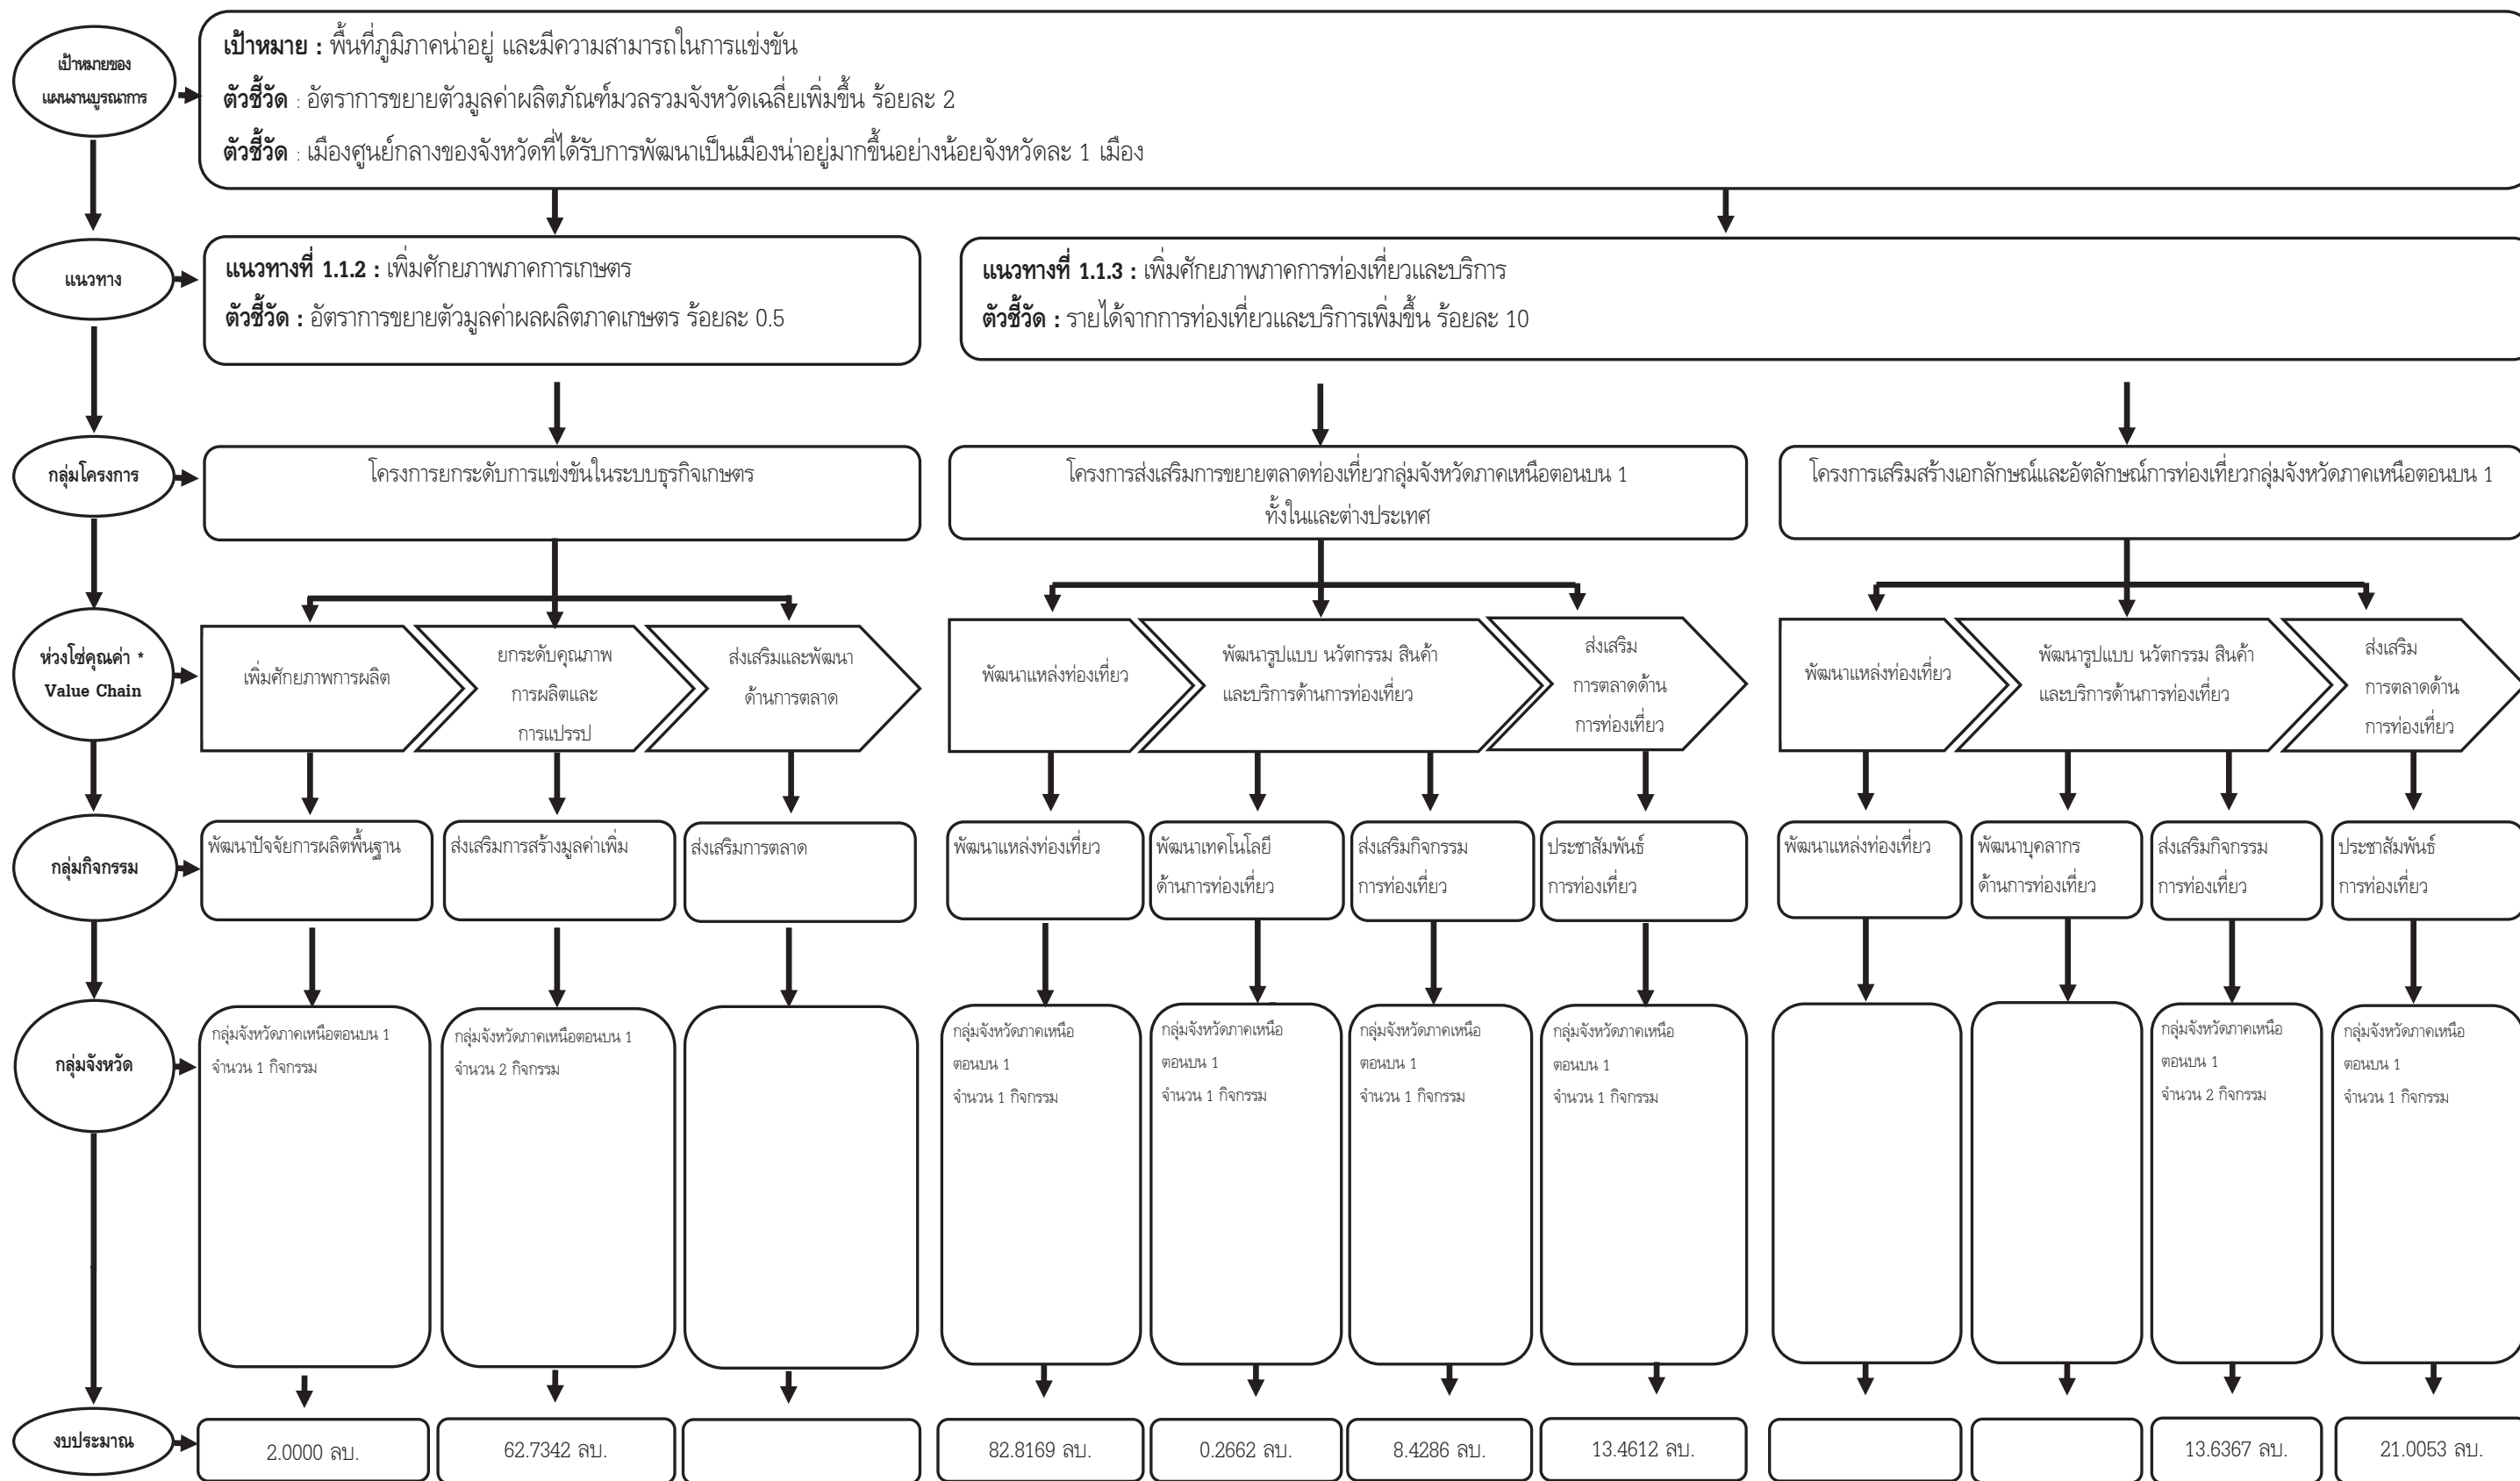 เป้าหมายของ
แผนงานบูรณาการ
เป้าหมาย : พื้นที่ภูมิภาคน่าอยู่ และมีความสามารถในการแข่งขัน
ตัวชี้วัด : อัตราการขยายตัวมูลค่าผลิตภัณฑ์มวลรวมจังหวัดเฉลี่ยเพิ่มขึ้น ร้อยละ 2
ตัวชี้วัด : เมืองศูนย์กลางของจังหวัดที่ได้รับการพัฒนาเป็นเมืองน่าอยู่มากขึ้นอย่างน้อยจังหวัดละ 1 เมือง
แนวทาง
แนวทางที่ 1.1.2 : เพิ่มศักยภาพภาคการเกษตร
ตัวชี้วัด : อัตราการขยายตัวมูลค่าผลผลิตภาคเกษตร ร้อยละ 0.5
แนวทางที่ 1.1.3 : เพิ่มศักยภาพภาคการท่องเที่ยวและบริการ
ตัวชี้วัด : รายได้จากการท่องเที่ยวและบริการเพิ่มขึ้น ร้อยละ 10
กลุ่มโครงการ
โครงการยกระดับการแข่งขันในระบบธุรกิจเกษตร
โครงการส่งเสริมการขยายตลาดท่องเที่ยวกลุ่มจังหวัดภาคเหนือตอนบน 1
ทั้งในและต่างประเทศ
โครงการเสริมสร้างเอกลักษณ์และอัตลักษณ์การท่องเที่ยวกลุ่มจังหวัดภาคเหนือตอนบน 1
ห่วงโซ่คุณค่า *
Value Chain
เพิ่มศักยภาพการผลิต
ยกระดับคุณภาพ
การผลิตและ
การแปรรูป
ส่งเสริมและพัฒนา
ด้านการตลาด
พัฒนาแหล่งท่องเที่ยว
พัฒนารูปแบบ นวัตกรรม สินค้า
และบริการด้านการท่องเที่ยว
ส่งเสริม
การตลาดด้าน
การท่องเที่ยว
พัฒนาแหล่งท่องเที่ยว
พัฒนารูปแบบ นวัตกรรม สินค้า
และบริการด้านการท่องเที่ยว
ส่งเสริม
การตลาดด้าน
การท่องเที่ยว
กลุ่มกิจกรรม
พัฒนาปัจจัยการผลิตพื้นฐาน
ส่งเสริมการสร้างมูลค่าเพิ่ม
ส่งเสริมการตลาด
พัฒนาแหล่งท่องเที่ยว
พัฒนาเทคโนโลยี
ด้านการท่องเที่ยว
ส่งเสริมกิจกรรม
การท่องเที่ยว
ประชาสัมพันธ์
การท่องเที่ยว
พัฒนาแหล่งท่องเที่ยว
พัฒนาบุคลากร
ด้านการท่องเที่ยว
ส่งเสริมกิจกรรม
การท่องเที่ยว
ประชาสัมพันธ์
การท่องเที่ยว
กลุ่มจังหวัด
กลุ่มจังหวัดภาคเหนือตอนบน 1
จำนวน 1 กิจกรรม
กลุ่มจังหวัดภาคเหนือตอนบน 1
จำนวน 2 กิจกรรม
กลุ่มจังหวัดภาคเหนือ
ตอนบน 1
จำนวน 1 กิจกรรม
กลุ่มจังหวัดภาคเหนือ
ตอนบน 1
จำนวน 1 กิจกรรม
กลุ่มจังหวัดภาคเหนือ
ตอนบน 1
จำนวน 1 กิจกรรม
กลุ่มจังหวัดภาคเหนือ
ตอนบน 1
จำนวน 1 กิจกรรม
กลุ่มจังหวัดภาคเหนือ
ตอนบน 1
จำนวน 2 กิจกรรม
กลุ่มจังหวัดภาคเหนือ
ตอนบน 1
จำนวน 1 กิจกรรม
งบประมาณ
2.0000 ลบ.
62.7342 ลบ.
82.8169 ลบ.
0.2662 ลบ.
8.4286 ลบ.
13.4612 ลบ.
13.6367 ลบ.
21.0053 ลบ.